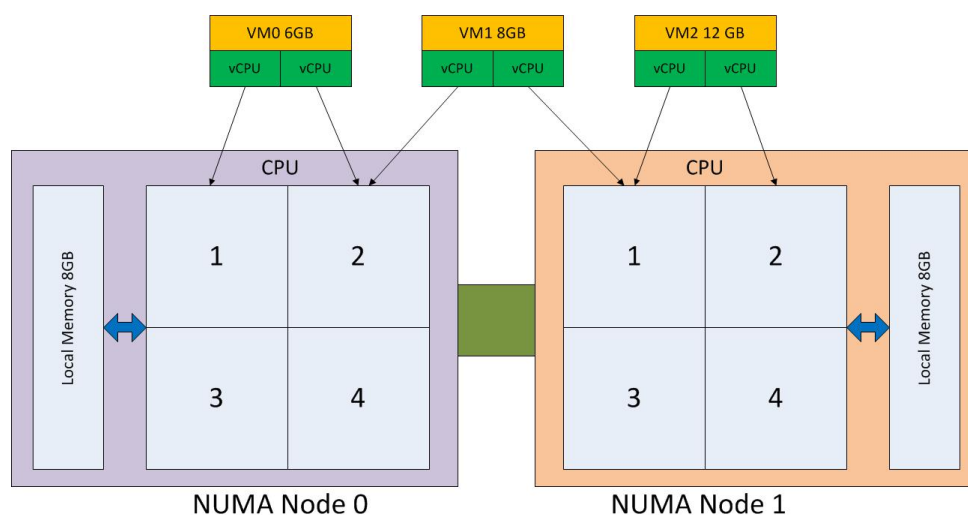 VM0 6GB
VM1 8GB
VM2 12 GB
vCPU
vCPU
vCPU
vCPU
vCPU
vCPU
CPU
CPU
Local Memory 8GB
1
2
3
4
1
2
3
4
Local Memory 8GB
NUMA Node 0
NUMA Node 1